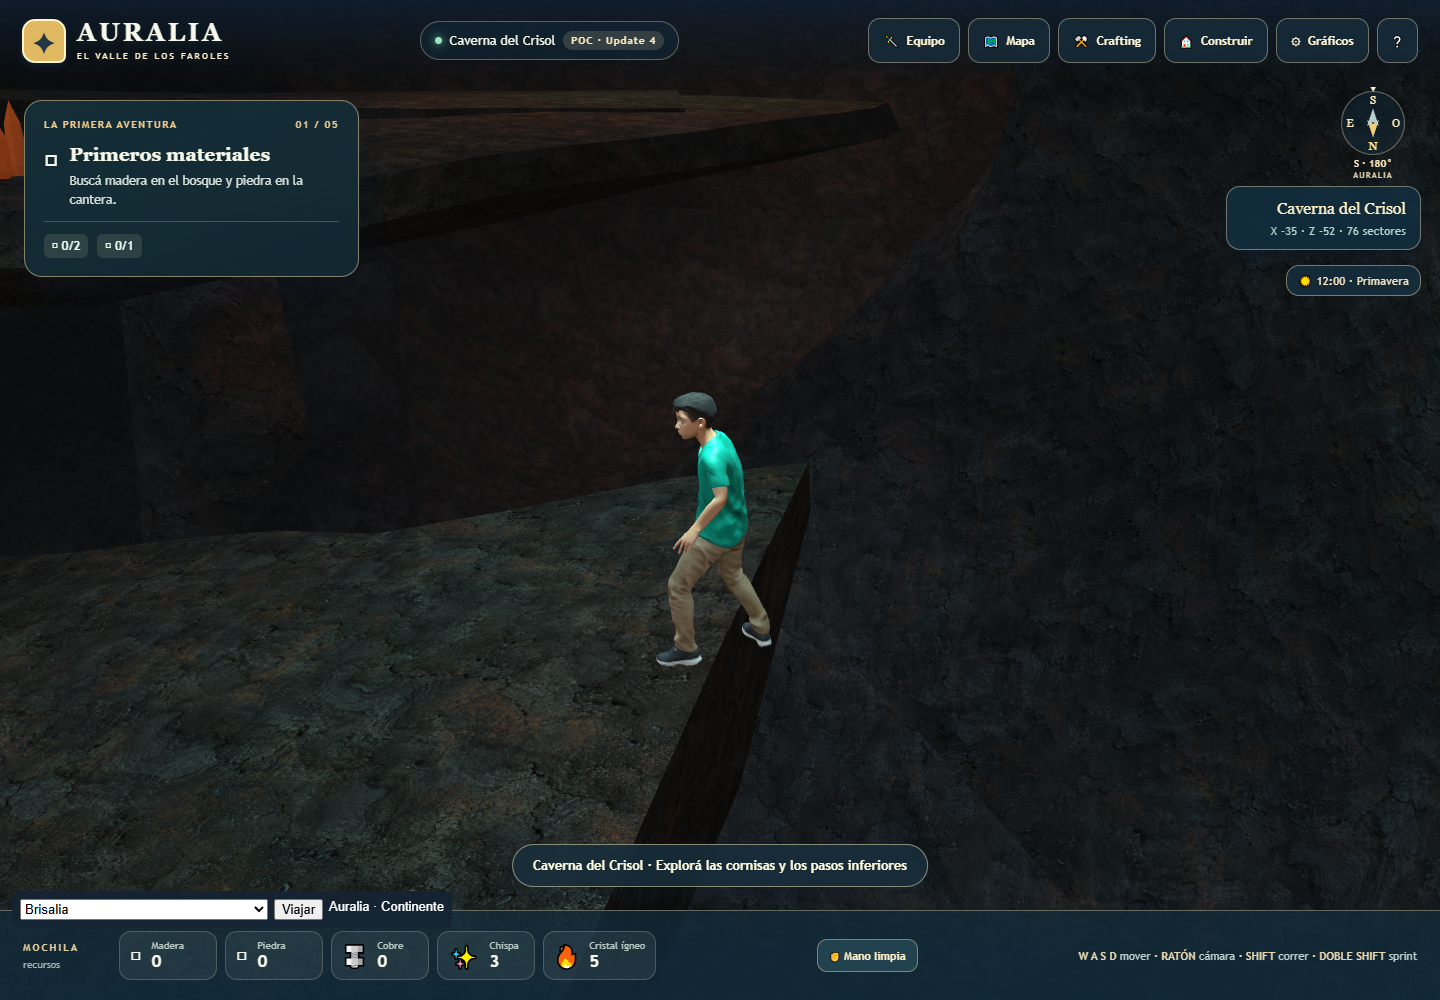 AURALIA
EL VALLE DE LOS FAROLES
Caverna del Crisol POC · Update 4
Equipo
Mapa
Crafting
Construir
Gráficos
?
LA PRIMERA AVENTURA 01 / 05
Primeros materiales
Buscá madera en el bosque y piedra en la
cantera.
0/2 0/1
S
E O
N
S · 180°
AURALIA
Caverna del Crisol
X -35 · Z -52 · 76 sectores
12:00 · Primavera
Caverna del Crisol · Explorá las cornisas y los pasos inferiores
Brisalia Viajar Auralia · Continente
MOCHILA
recursos
Madera
0
Piedra
0
Cobre
0
Chispa
3
Cristal ígneo
5
Mano limpia
W A S D mover · RATÓN cámara · SHIFT correr · DOBLE SHIFT sprint